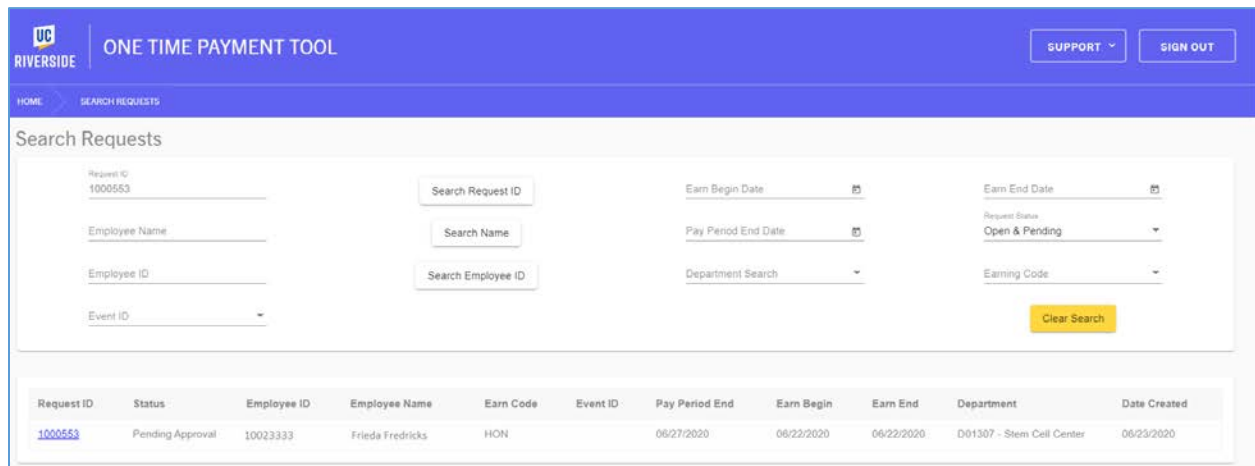 UC
RIVERSIDE
ONE TIME PAYMENT TOOL
SUPPORT
SIGN OUT
HOME SEARCH REQUESTS
Search Requests
Request ID
1000553
Search Request ID
Earn Begin Date
Earn End Date
Employee Name
Search Name
Pay Period End Date
Request Status
Open & Pending
Employee ID
Search Employee ID
Department Search
Earning Code
Event ID
Clear Search
Request ID Status Employee ID Employee Name Earn Code Event ID Pay Period End Earn Begin Earn End Department Date Created
1000553 Pending Approval 10023333 Frieda Fredricks HON 06/27/2020 06/22/2020 06/22/2020 D01307 - Stem Cell Center 06/23/2020